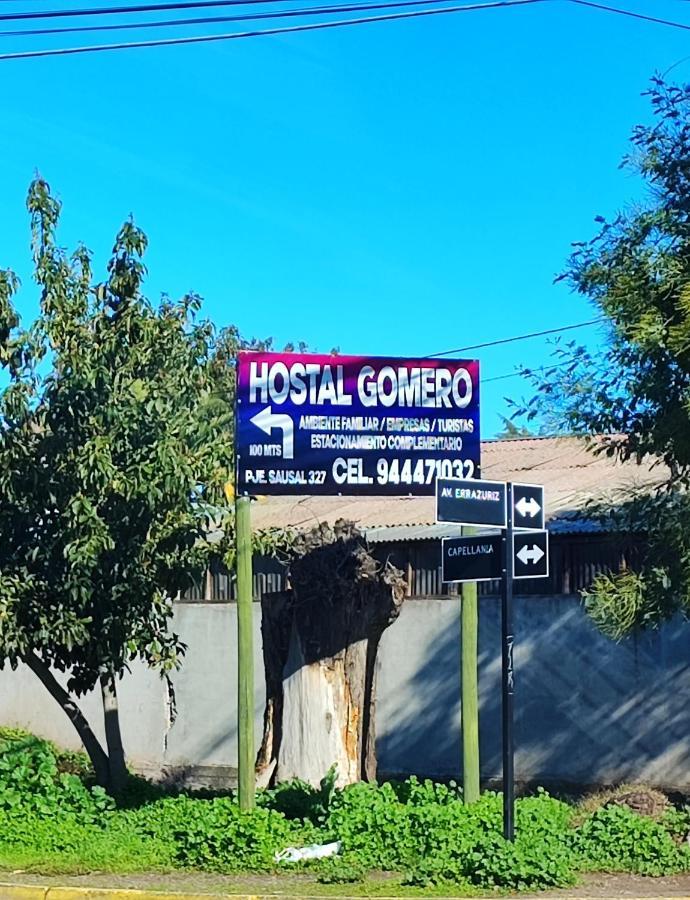 HOSTAL GOMERO
AMBIENTE FAMILIAR / EMPRESAS / TURISTAS
ESTACIONAMIENTO COMPLEMENTARIO
100 MTS
PJE. SAUSAL 327 CEL. 944471032
AV. ERRAZURIZ
CAPELLANIA